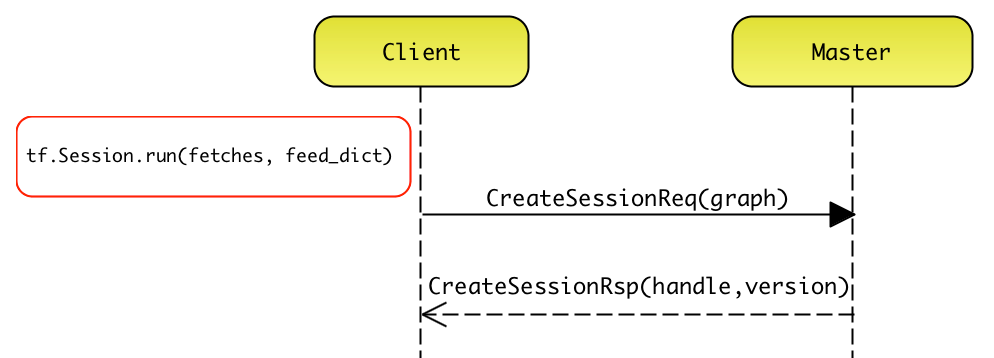 Client
Master
tf.Session.run(fetches, feed_dict)
CreateSessionReq(graph)
CreateSessionRsp(handle,version)